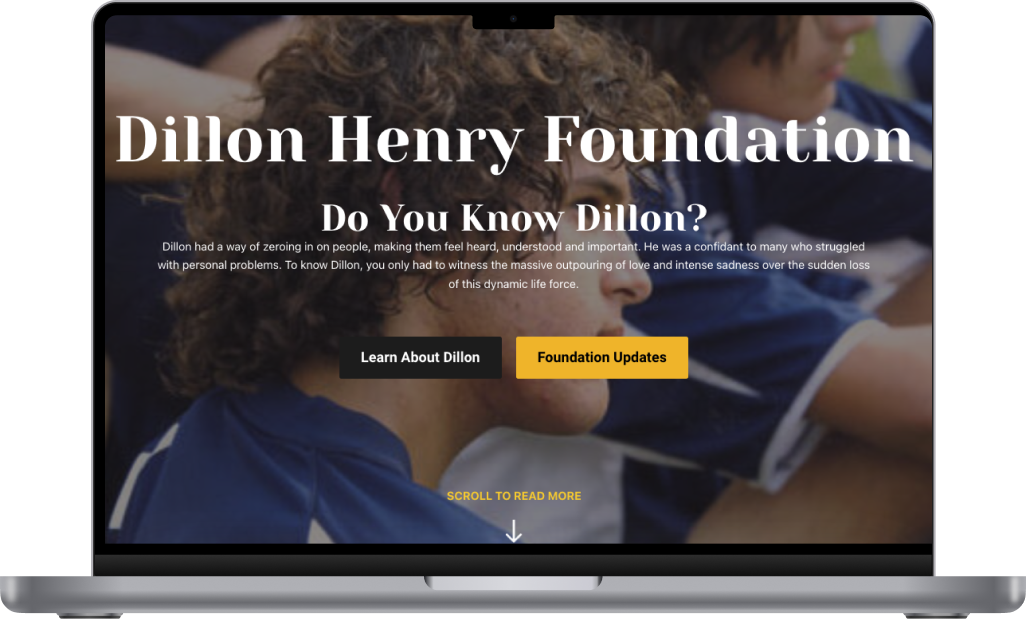 Dillon Henry Foundation
Do You Know Dillon?
Dillon had a way of zeroing in on people, making them feel heard, understood and important. He was a confidant to many who struggled
with personal problems. To know Dillon, you only had to witness the massive outpouring of love and intense sadness over the sudden loss
of this dynamic life force.
Learn About Dillon
Foundation Updates
SCROLL TO READ MORE